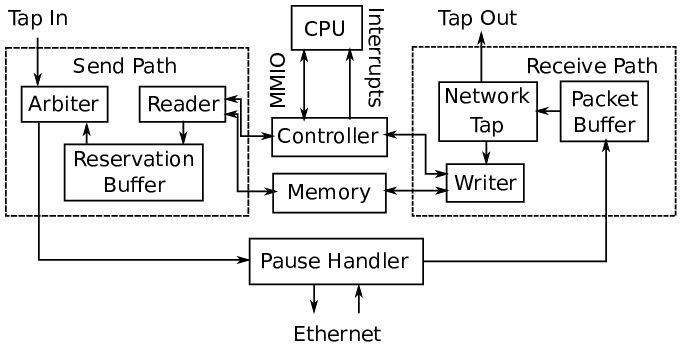 Tap In
CPU
Interrupts
MMIO
Tap Out
Send Path
Receive Path
Arbiter
Reader
Reservation
Buffer
Controller
Memory
Network
Tap
Packet
Buffer
Writer
Pause Handler
Ethernet